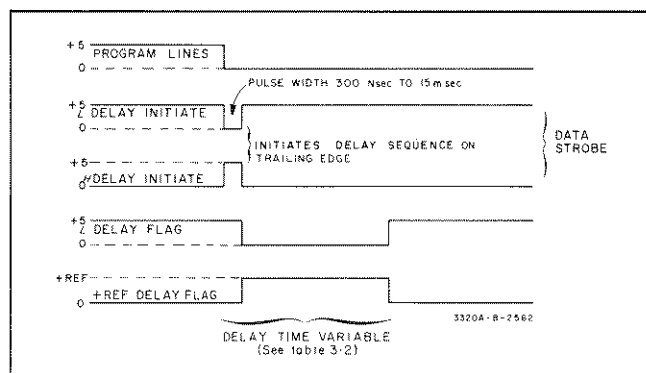 +5
PROGRAM LINES
0
PULSE WIDTH 300 Nsec TO 15 m sec
+5
L DELAY INITIATE
0
INITIATES DELAY SEQUENCE ON
TRAILING EDGE
DATA
STROBE
+5
H DELAY INITIATE
0
+5
L DELAY FLAG
0
+REF
+REF DELAY FLAG
0
3320A-B-2562
DELAY TIME VARIABLE
(See table 3-2)